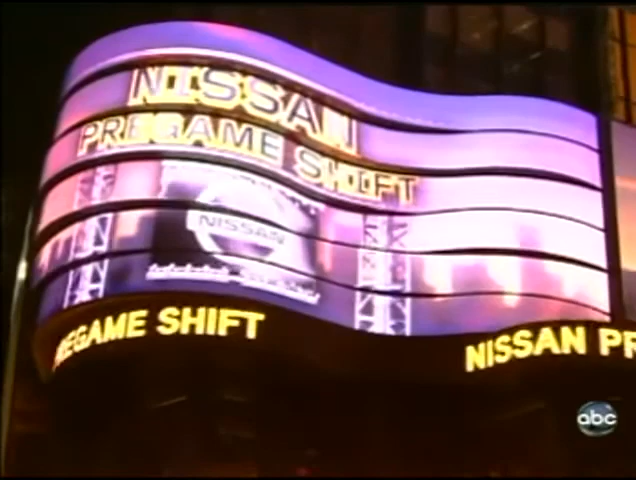 NISSAN
PREGAME SHIFT
NISSAN
EGAME SHIFT
NISSAN PR
abc